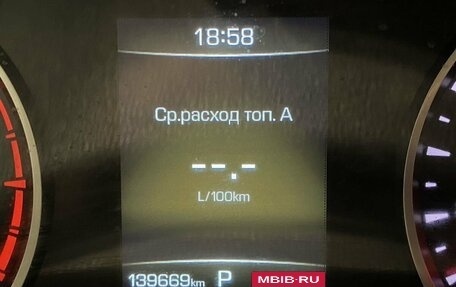 18:58
Ср.расход топ. А
--.-
L/100km
139669km P MBIB-RU